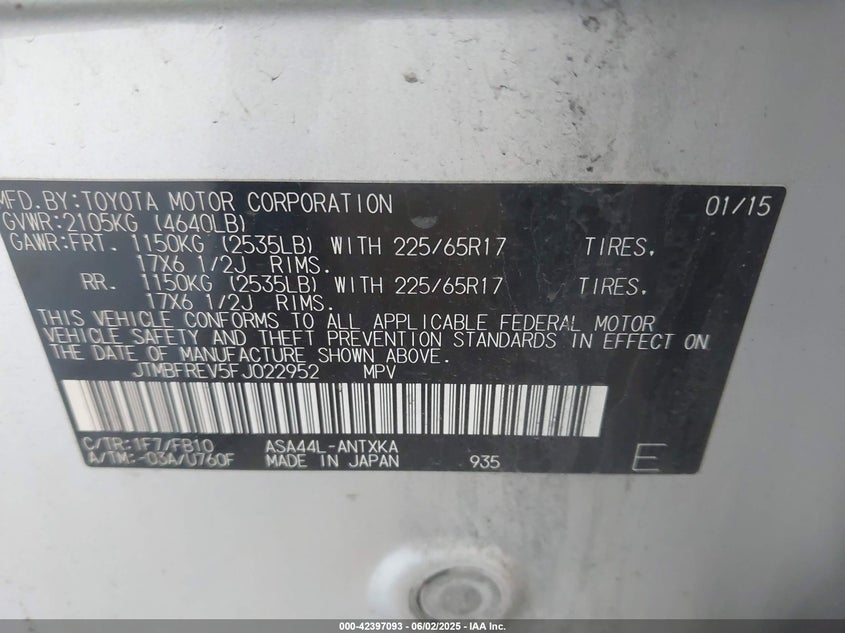 MFD.BY:TOYOTA MOTOR CORPORATION 01/15
GVWR:2105KG (4640LB)
GAWR:FRT. 1150KG (2535LB) WITH 225/65R17 TIRES.
17X6 1/2J RIMS.
RR. 1150KG (2535LB) WITH 225/65R17 TIRES.
17X6 1/2J RIMS.
THIS VEHICLE CONFORMS TO ALL APPLICABLE FEDERAL MOTOR
VEHICLE SAFETY AND THEFT PREVENTION STANDARDS IN EFFECT ON
THE DATE OF MANUFACTURE SHOWN ABOVE.
JTMBFREV5FJ022952 MPV
C/TR:1F7/FB10 ASA44L-ANTXKA
A/TM:-03A/U760F MADE IN JAPAN 935 E
000-42397093 - 06/02/2025 - IAA Inc.